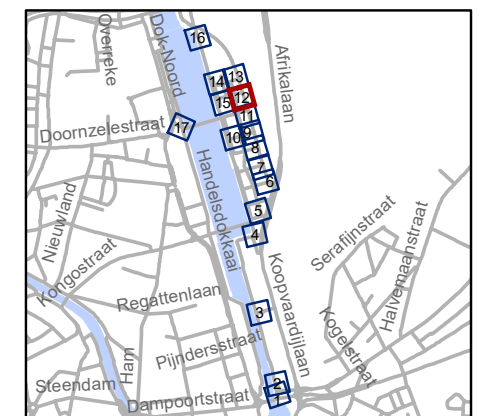 Overreke
Dok-Noord
16
Afrikalaan
14
13
15
12
11
Doornzelestraat
17
10
9
8
7
6
Handelsdokkaai
Nieuwland
5
4
Serafijnstraat
Halvemaanstraat
Kongostraat
Koopvaardijlaan
Regattenlaan
3
Kogelstraat
Pijndersstraat
Ham
Steendam
2
1
Dampoortstraat